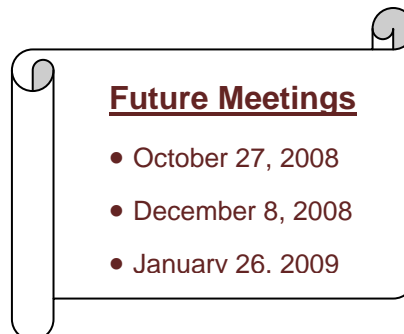 Future Meetings
• October 27, 2008
• December 8, 2008
• January 26, 2009